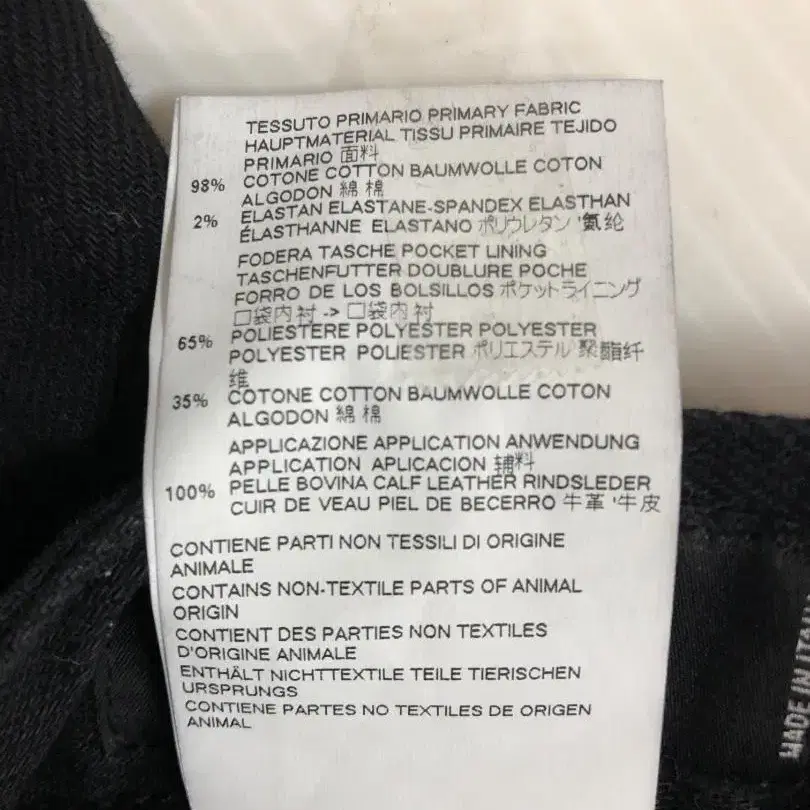 TESSUTO PRIMARIO PRIMARY FABRIC
HAUPTMATERIAL TISSU PRIMAIRE TEJIDO
PRIMARIO 面料
98% COTONE COTTON BAUMWOLLE COTON
ALGODON 綿 棉
2% ELASTAN ELASTANE-SPANDEX ELASTHAN
ÉLASTHANNE ELASTANO ポリウレタン '氨纶
FODERA TASCHE POCKET LINING
TASCHENFUTTER DOUBLURE POCHE
FORRO DE LOS BOLSILLOS ポケットライニング
口袋内衬 -> 口袋内衬
65% POLIESTERE POLYESTER POLYESTER
POLYESTER POLIESTER ポリエステル 聚酯纤
维
35% COTONE COTTON BAUMWOLLE COTON
ALGODON 綿 棉
APPLICAZIONE APPLICATION ANWENDUNG
APPLICATION APLICACION 辅料
100% PELLE BOVINA CALF LEATHER RINDSLEDER
CUIR DE VEAU PIEL DE BECERRO 牛革 '牛皮
CONTIENE PARTI NON TESSILI DI ORIGINE
ANIMALE
CONTAINS NON-TEXTILE PARTS OF ANIMAL
ORIGIN
CONTIENT DES PARTIES NON TEXTILES
D'ORIGINE ANIMALE
ENTHÄLT NICHTTEXTILE TEILE TIERISCHEN
URSPRUNGS
CONTIENE PARTES NO TEXTILES DE ORIGEN
ANIMAL
MADE IN